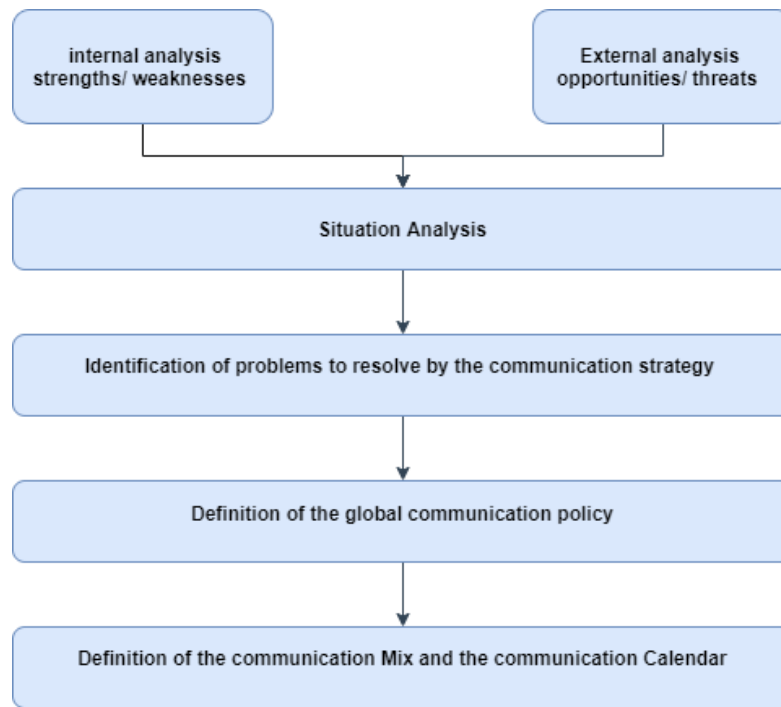 internal analysis
strengths/ weaknesses
External analysis
opportunities/ threats
Situation Analysis
Identification of problems to resolve by the communication strategy
Definition of the global communication policy
Definition of the communication Mix and the communication Calendar